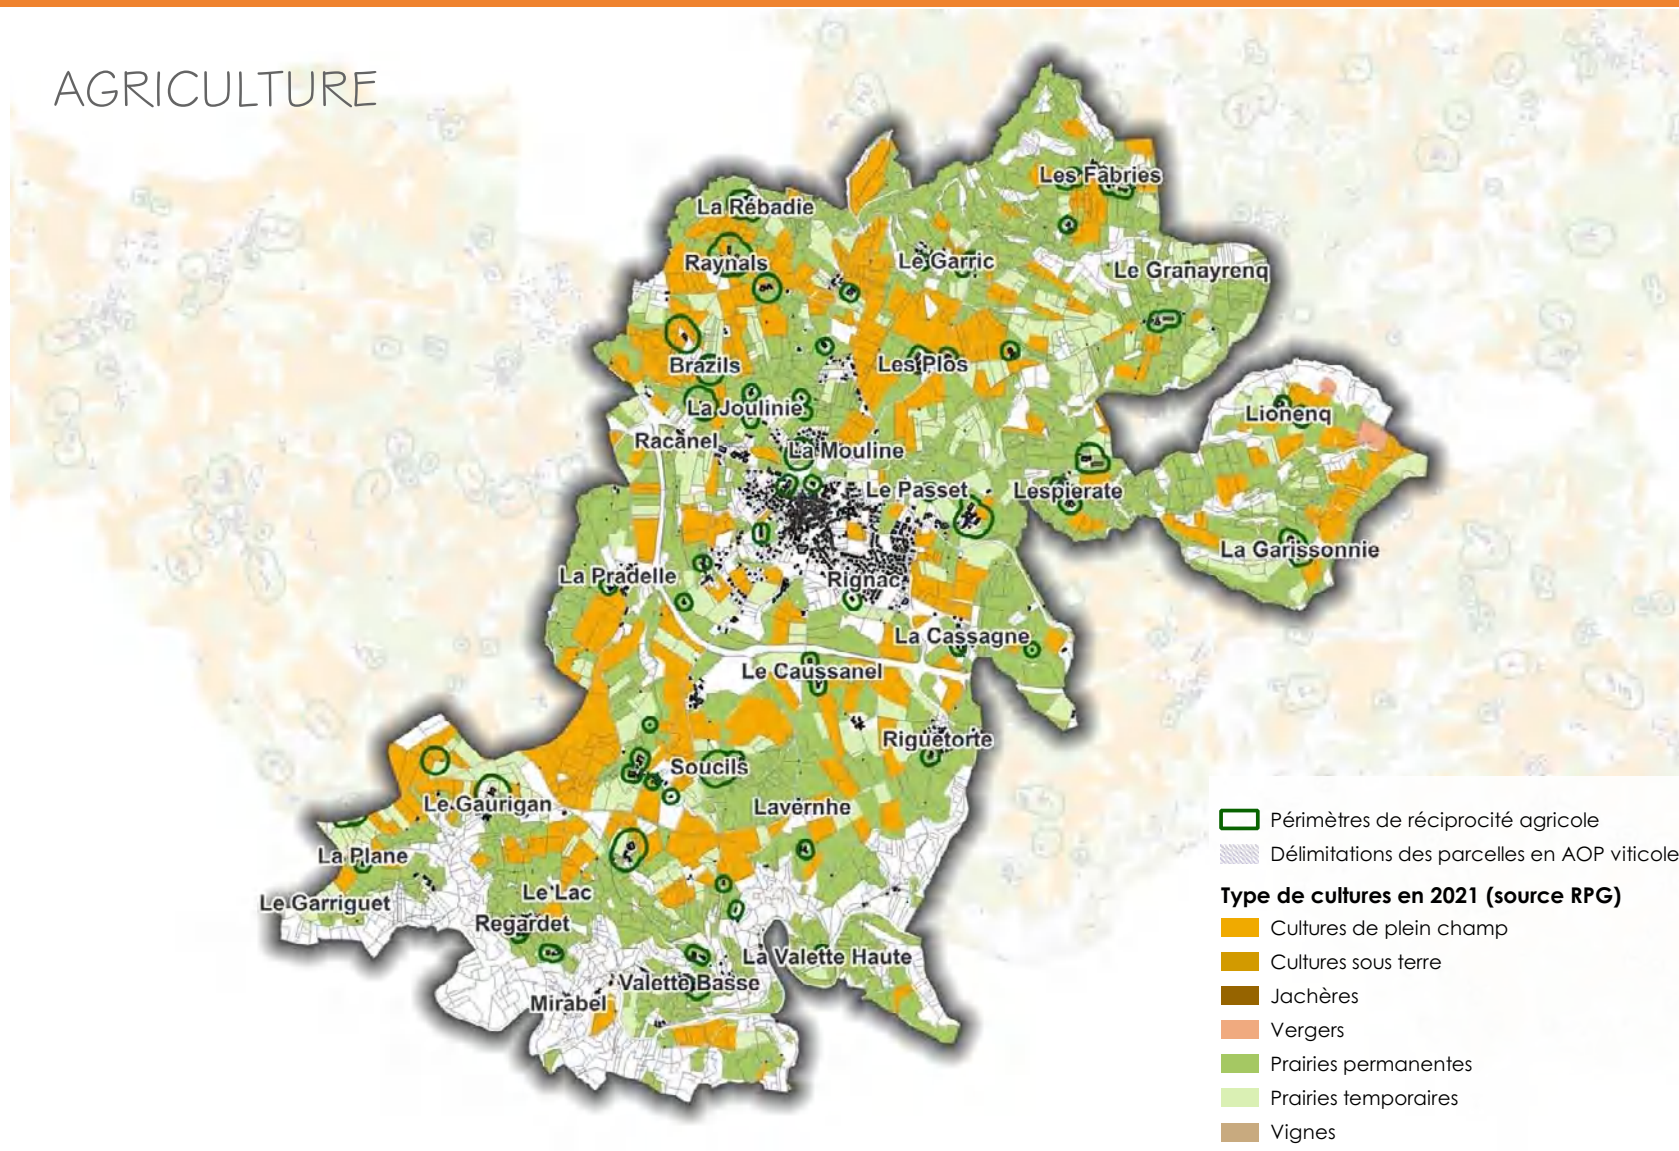 AGRICULTURE
Les Fabries
La Rébadie
Raynals
Le Garric
Le Granayrenq
Brazils
Les Plos
La Joulinie
Lionenq
Racanel
La Mouline
Le Passet
Lespierate
La Garissonnie
La Pradelle
Rignac
La Cassagne
Le Caussanel
Riguetorte
Soucils
Le Gaurigan
Lavernhe
La Plane
Le Lac
Le Garriguet
Regardet
La Valette Haute
Valette Basse
Mirabel
Périmètres de réciprocité agricole
Délimitations des parcelles en AOP viticole
Type de cultures en 2021 (source RPG)
Cultures de plein champ
Cultures sous terre
Jachères
Vergers
Prairies permanentes
Prairies temporaires
Vignes